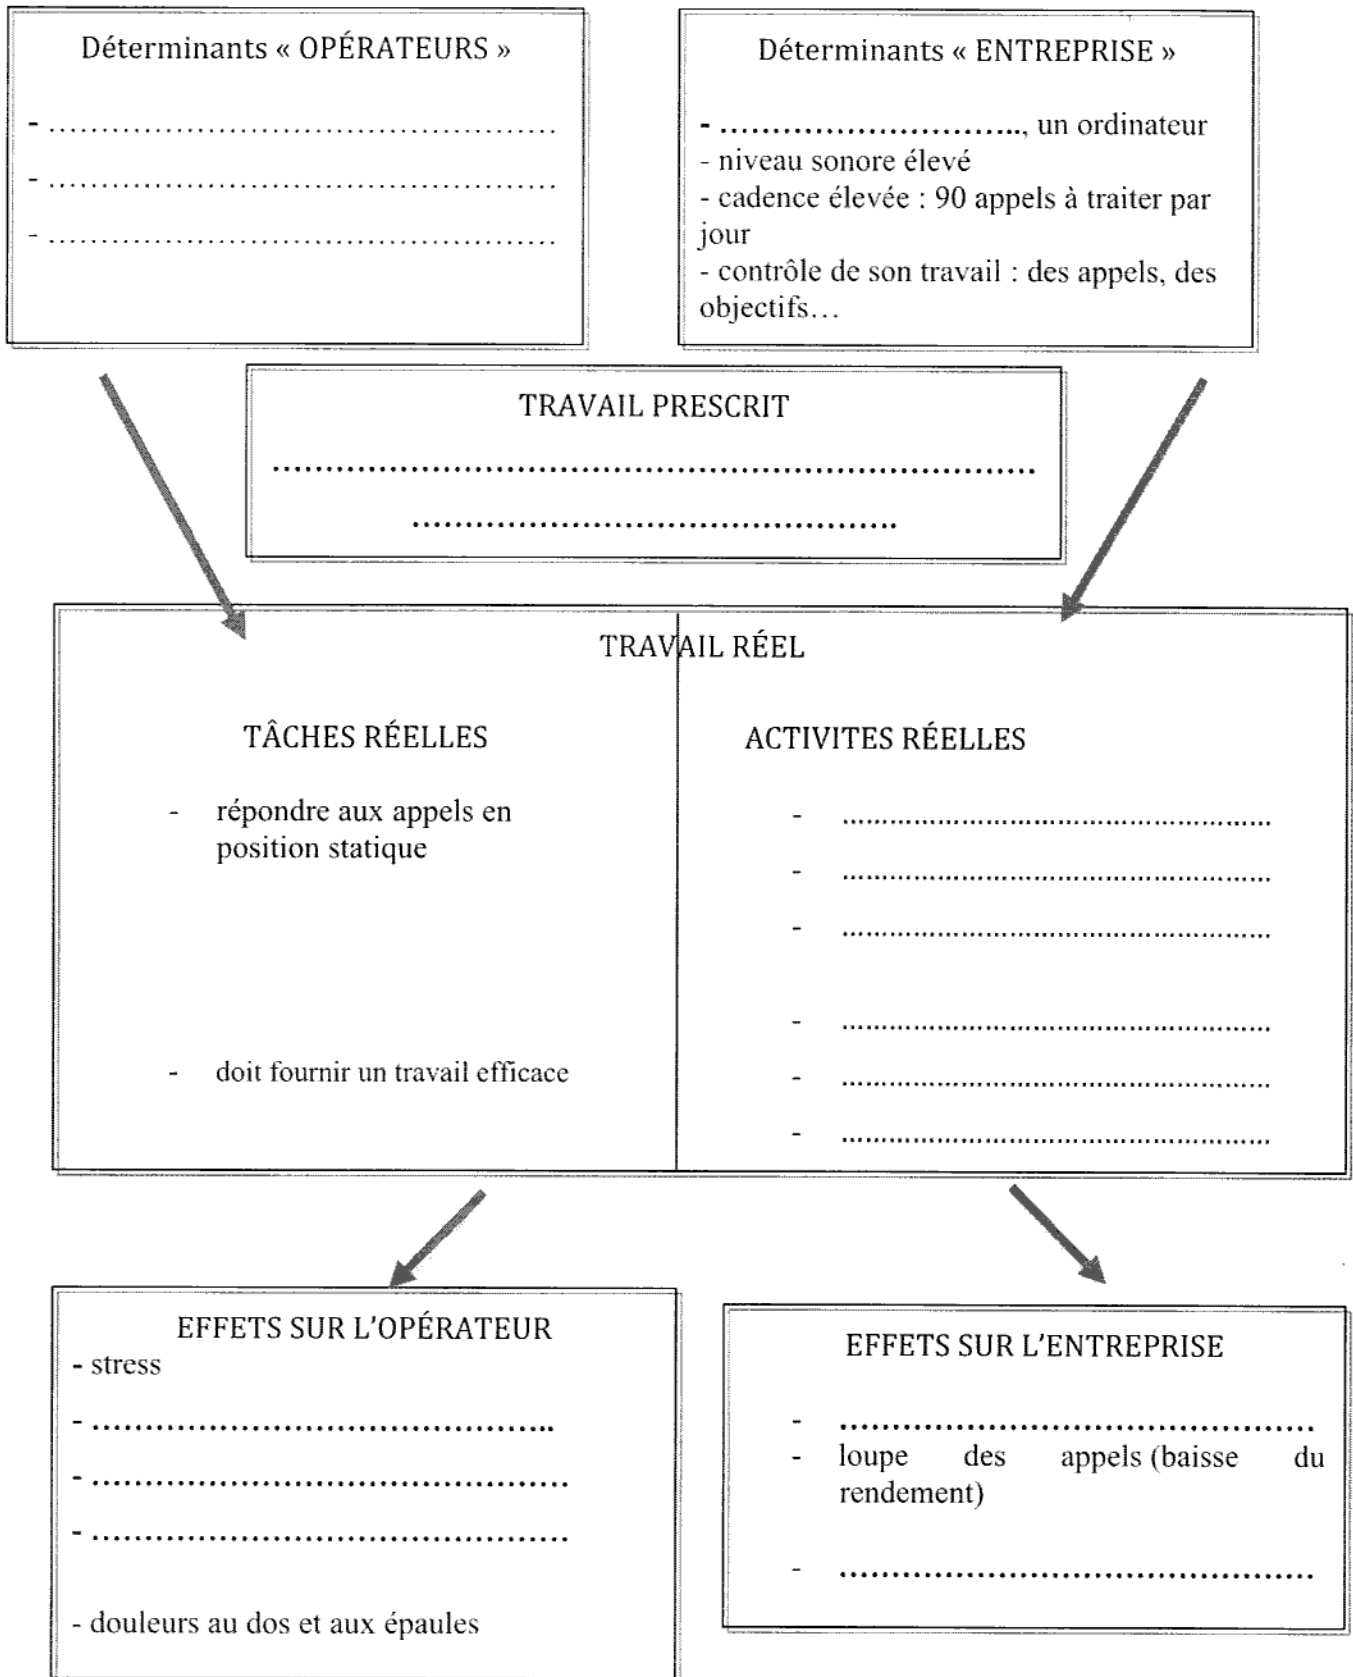 Déterminants « OPÉRATEURS »
- ................................................
- ................................................
- ................................................
Déterminants « ENTREPRISE »
- ............................., un ordinateur
- niveau sonore élevé
- cadence élevée : 90 appels à traiter par
jour
- contrôle de son travail : des appels, des
objectifs…
TRAVAIL PRESCRIT
........................................................................
..............................................
TRAVAIL RÉEL
TÂCHES RÉELLES
- répondre aux appels en
position statique
- doit fournir un travail efficace
ACTIVITES RÉELLES
- ......................................................
- ......................................................
- ......................................................
- ......................................................
- ......................................................
- ......................................................
EFFETS SUR L'OPÉRATEUR
- stress
- ............................................
- .............................................
- .............................................
- douleurs au dos et aux épaules
EFFETS SUR L'ENTREPRISE
- .............................................
- loupe des appels (baisse du
rendement)
- .............................................